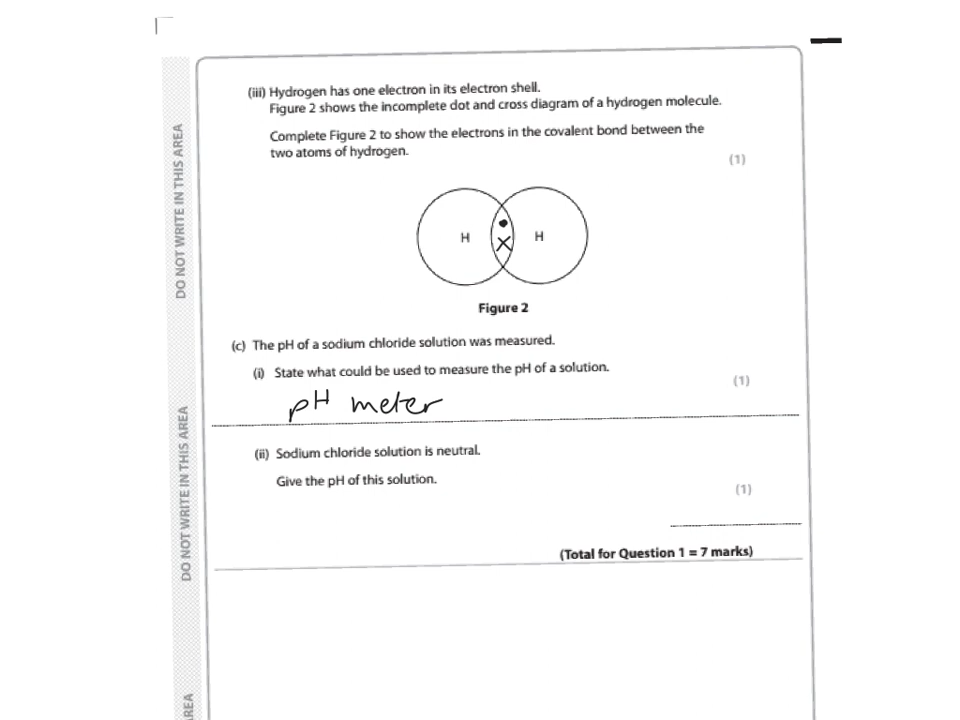 (iii) Hydrogen has one electron in its electron shell.
Figure 2 shows the incomplete dot and cross diagram of a hydrogen molecule.
Complete Figure 2 to show the electrons in the covalent bond between the
two atoms of hydrogen.
(1)
H
H
Figure 2
(c) The pH of a sodium chloride solution was measured.
(i) State what could be used to measure the pH of a solution.
(1)
pH meter
(ii) Sodium chloride solution is neutral.
Give the pH of this solution.
(1)
(Total for Question 1 = 7 marks)
DO NOT WRITE IN THIS AREA
DO NOT WRITE IN THIS AREA
REA